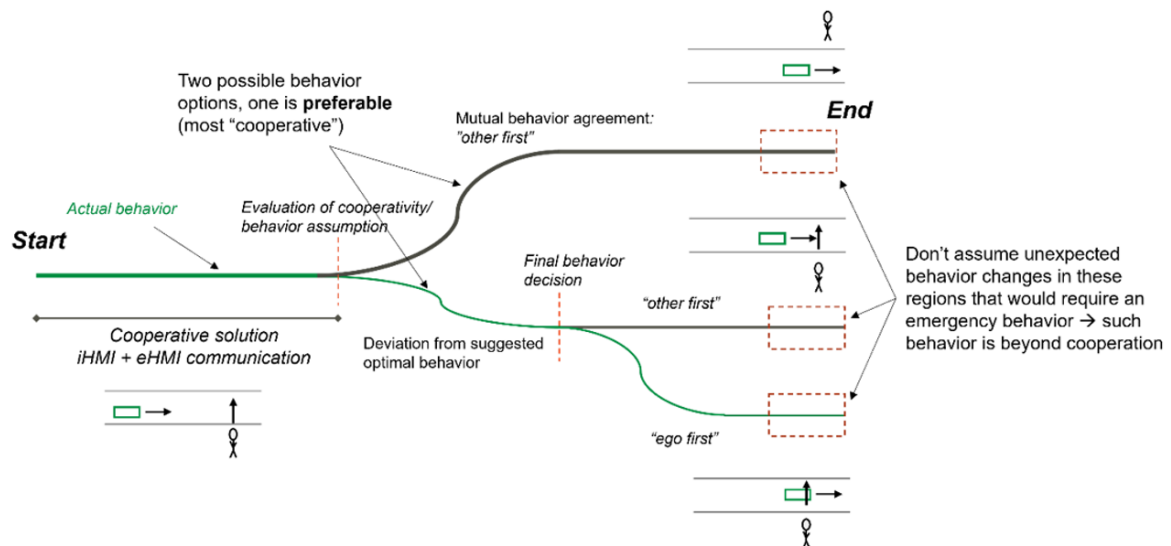 Two possible behavior
options, one is preferable
(most “cooperative”)
Mutual behavior agreement:
"other first"
End
Actual behavior
Evaluation of cooperativity/
behavior assumption
Start
Final behavior
decision
“other first”
Don’t assume unexpected
behavior changes in these
regions that would require an
emergency behavior → such
behavior is beyond cooperation
Cooperative solution
iHMI + eHMI communication
Deviation from suggested
optimal behavior
“ego first”